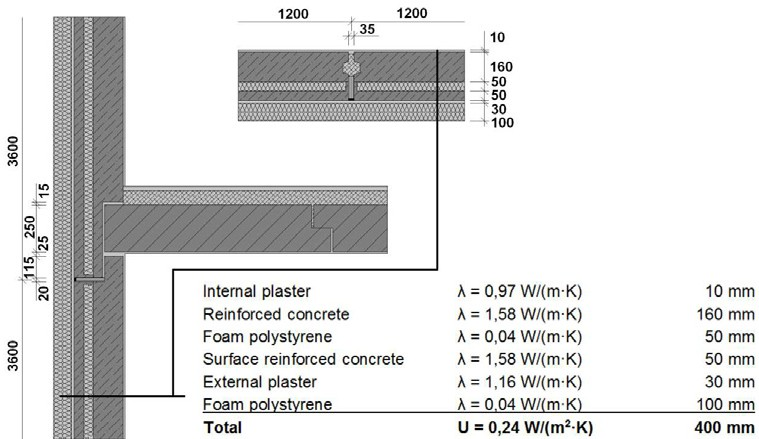 1200 1200
35
10
160
50
50
30
100
3600
15
250
25
115
20
3600
Internal plaster λ = 0,97 W/(m·K) 10 mm
Reinforced concrete λ = 1,58 W/(m·K) 160 mm
Foam polystyrene λ = 0,04 W/(m·K) 50 mm
Surface reinforced concrete λ = 1,58 W/(m·K) 50 mm
External plaster λ = 1,16 W/(m·K) 30 mm
Foam polystyrene λ = 0,04 W/(m·K) 100 mm
Total U = 0,24 W/(m²·K) 400 mm